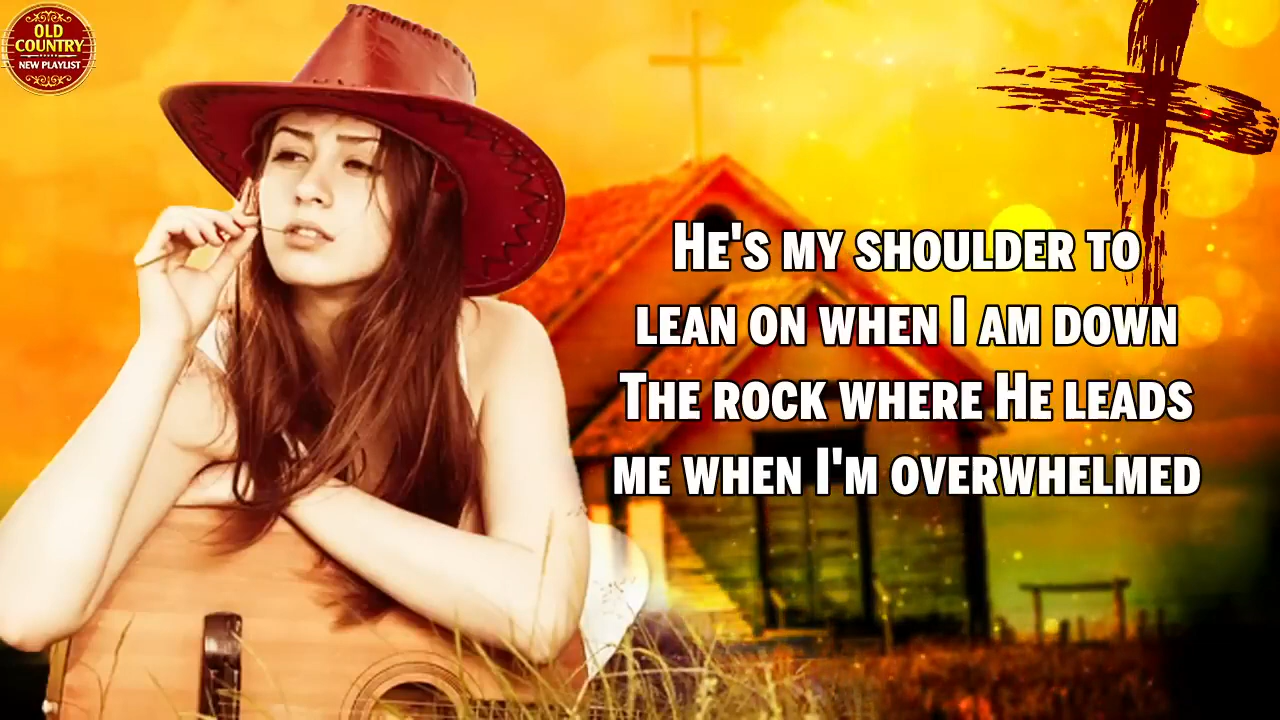 OLD
COUNTRY
NEW PLAYLIST
He's my shoulder to
lean on when I am down
The rock where He leads
me when I'm overwhelmed